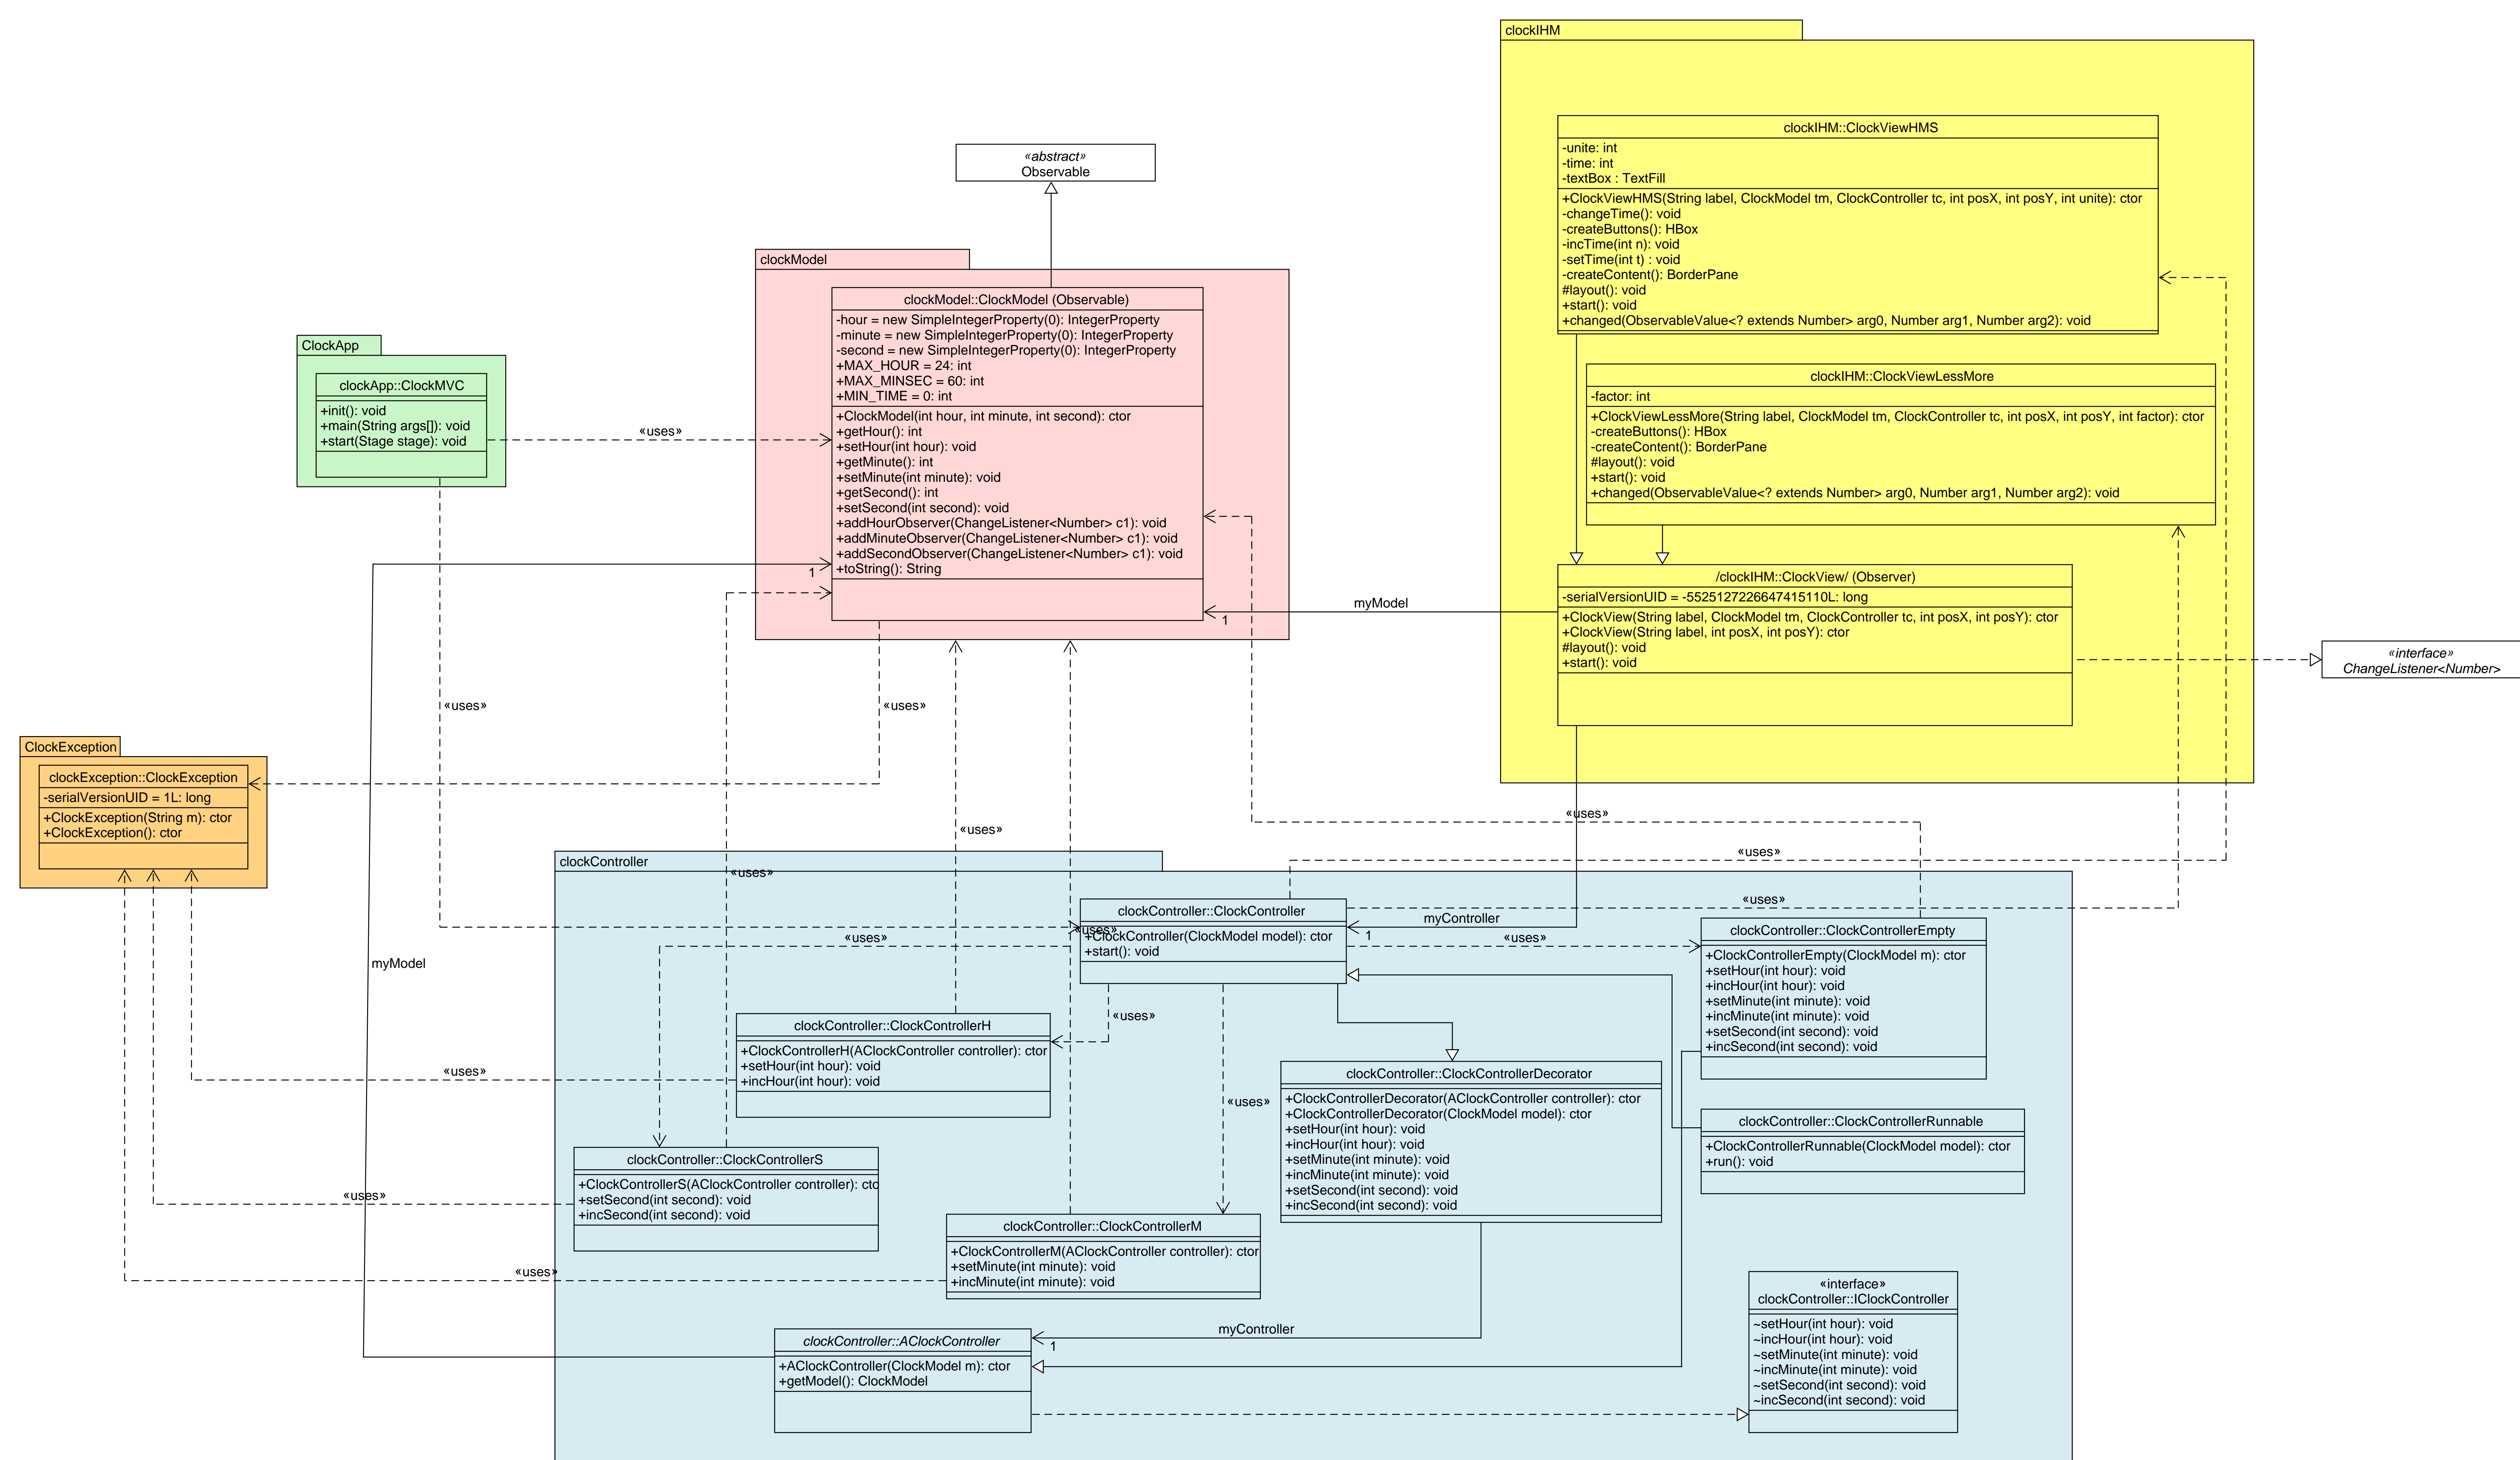 clockIHM
clockIHM::ClockViewHMS
-unite: int
-time: int
-textBox : TextFill
+ClockViewHMS(String label, ClockModel tm, ClockController tc, int posX, int posY, int unite): ctor
-changeTime(): void
-createButtons(): HBox
-incTime(int n): void
-setTime(int t) : void
-createContent(): BorderPane
#layout(): void
+start(): void
+changed(ObservableValue<? extends Number> arg0, Number arg1, Number arg2): void
clockIHM::ClockViewLessMore
-factor: int
+ClockViewLessMore(String label, ClockModel tm, ClockController tc, int posX, int posY, int factor): ctor
-createButtons(): HBox
-createContent(): BorderPane
#layout(): void
+start(): void
+changed(ObservableValue<? extends Number> arg0, Number arg1, Number arg2): void
/clockIHM::ClockView/ (Observer)
-serialVersionUID = -5525127226647415110L: long
+ClockView(String label, ClockModel tm, ClockController tc, int posX, int posY): ctor
+ClockView(String label, int posX, int posY): ctor
#layout(): void
+start(): void
«interface»
ChangeListener<Number>
«abstract»
Observable
clockModel
clockModel::ClockModel (Observable)
-hour = new SimpleIntegerProperty(0): IntegerProperty
-minute = new SimpleIntegerProperty(0): IntegerProperty
-second = new SimpleIntegerProperty(0): IntegerProperty
+MAX_HOUR = 24: int
+MAX_MINSEC = 60: int
+MIN_TIME = 0: int
+ClockModel(int hour, int minute, int second): ctor
+getHour(): int
+setHour(int hour): void
+getMinute(): int
+setMinute(int minute): void
+getSecond(): int
+setSecond(int second): void
+addHourObserver(ChangeListener<Number> c1): void
+addMinuteObserver(ChangeListener<Number> c1): void
+addSecondObserver(ChangeListener<Number> c1): void
+toString(): String
1
myModel
1
ClockApp
clockApp::ClockMVC
+init(): void
+main(String args[]): void
+start(Stage stage): void
«uses»
«uses»
«uses»
ClockException
clockException::ClockException
-serialVersionUID = 1L: long
+ClockException(String m): ctor
+ClockException(): ctor
«uses»
«uses»
«uses»
«uses»
clockController
myModel
clockController::ClockController
+ClockController(ClockModel model): ctor
+start(): void
«uses»
«uses»
«uses»
myController
1
«uses»
clockController::ClockControllerEmpty
+ClockControllerEmpty(ClockModel m): ctor
+setHour(int hour): void
+incHour(int hour): void
+setMinute(int minute): void
+incMinute(int minute): void
+setSecond(int second): void
+incSecond(int second): void
clockController::ClockControllerH
+ClockControllerH(AClockController controller): ctor
+setHour(int hour): void
+incHour(int hour): void
«uses»
«uses»
«uses»
clockController::ClockControllerDecorator
+ClockControllerDecorator(AClockController controller): ctor
+ClockControllerDecorator(ClockModel model): ctor
+setHour(int hour): void
+incHour(int hour): void
+setMinute(int minute): void
+incMinute(int minute): void
+setSecond(int second): void
+incSecond(int second): void
clockController::ClockControllerRunnable
+ClockControllerRunnable(ClockModel model): ctor
+run(): void
clockController::ClockControllerS
+ClockControllerS(AClockController controller): cto
+setSecond(int second): void
+incSecond(int second): void
«uses»
clockController::ClockControllerM
+ClockControllerM(AClockController controller): ctor
+setMinute(int minute): void
+incMinute(int minute): void
«uses»
«interface»
clockController::IClockController
~setHour(int hour): void
~incHour(int hour): void
~setMinute(int minute): void
~incMinute(int minute): void
~setSecond(int second): void
~incSecond(int second): void
clockController::AClockController
+AClockController(ClockModel m): ctor
+getModel(): ClockModel
myController
1